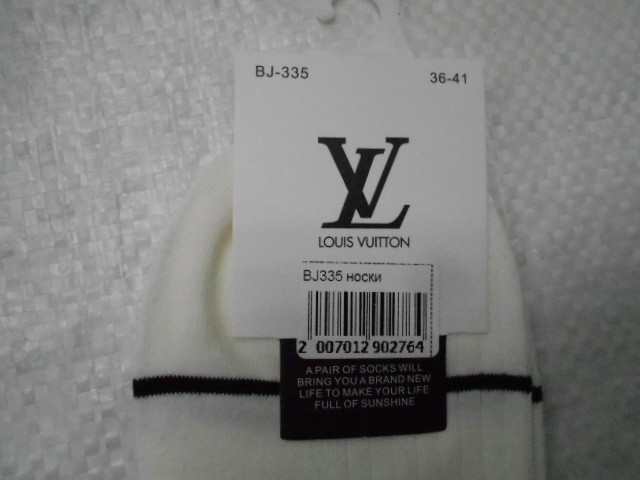 BJ-335 36-41
LV
LOUIS VUITTON
BJ335 носки
2 007012 902764
A PAIR OF SOCKS WILL
BRING YOU A BRAND NEW
LIFE TO MAKE YOUR LIFE
FULL OF SUNSHINE